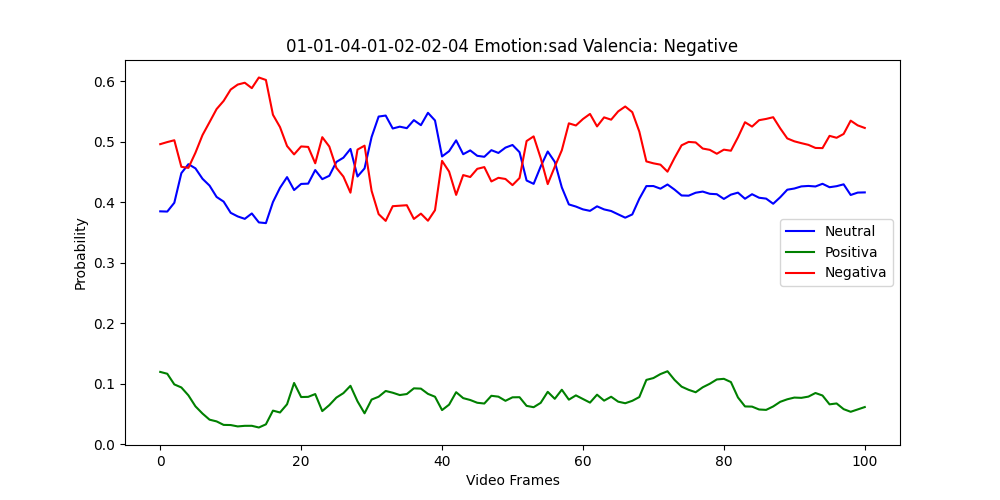 01-01-04-01-02-02-04 Emotion:sad Valencia: Negative
Probability
0.6
0.5
0.4
0.3
0.2
0.1
0.0
Neutral
Positiva
Negativa
0 20 40 60 80 100
Video Frames